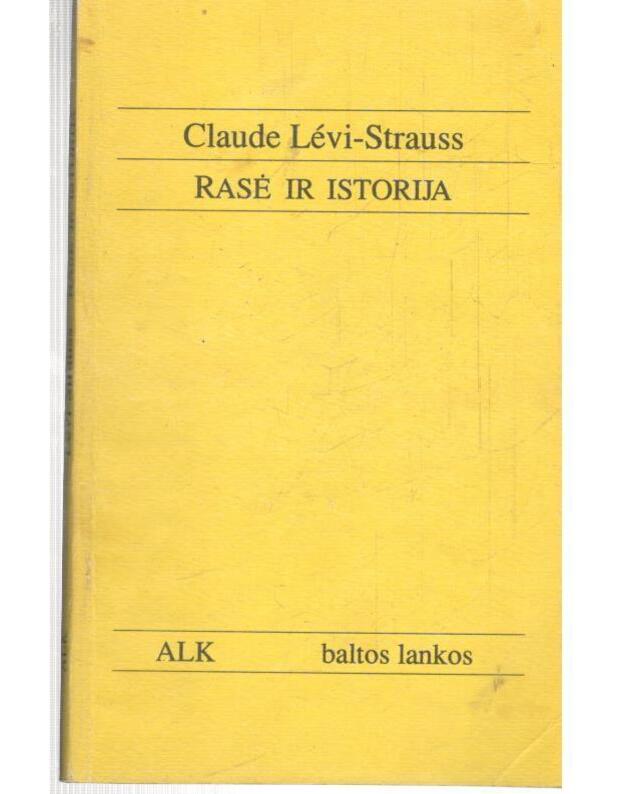 Claude Lévi-Strauss
RASĖ IR ISTORIJA
ALK baltos lankos